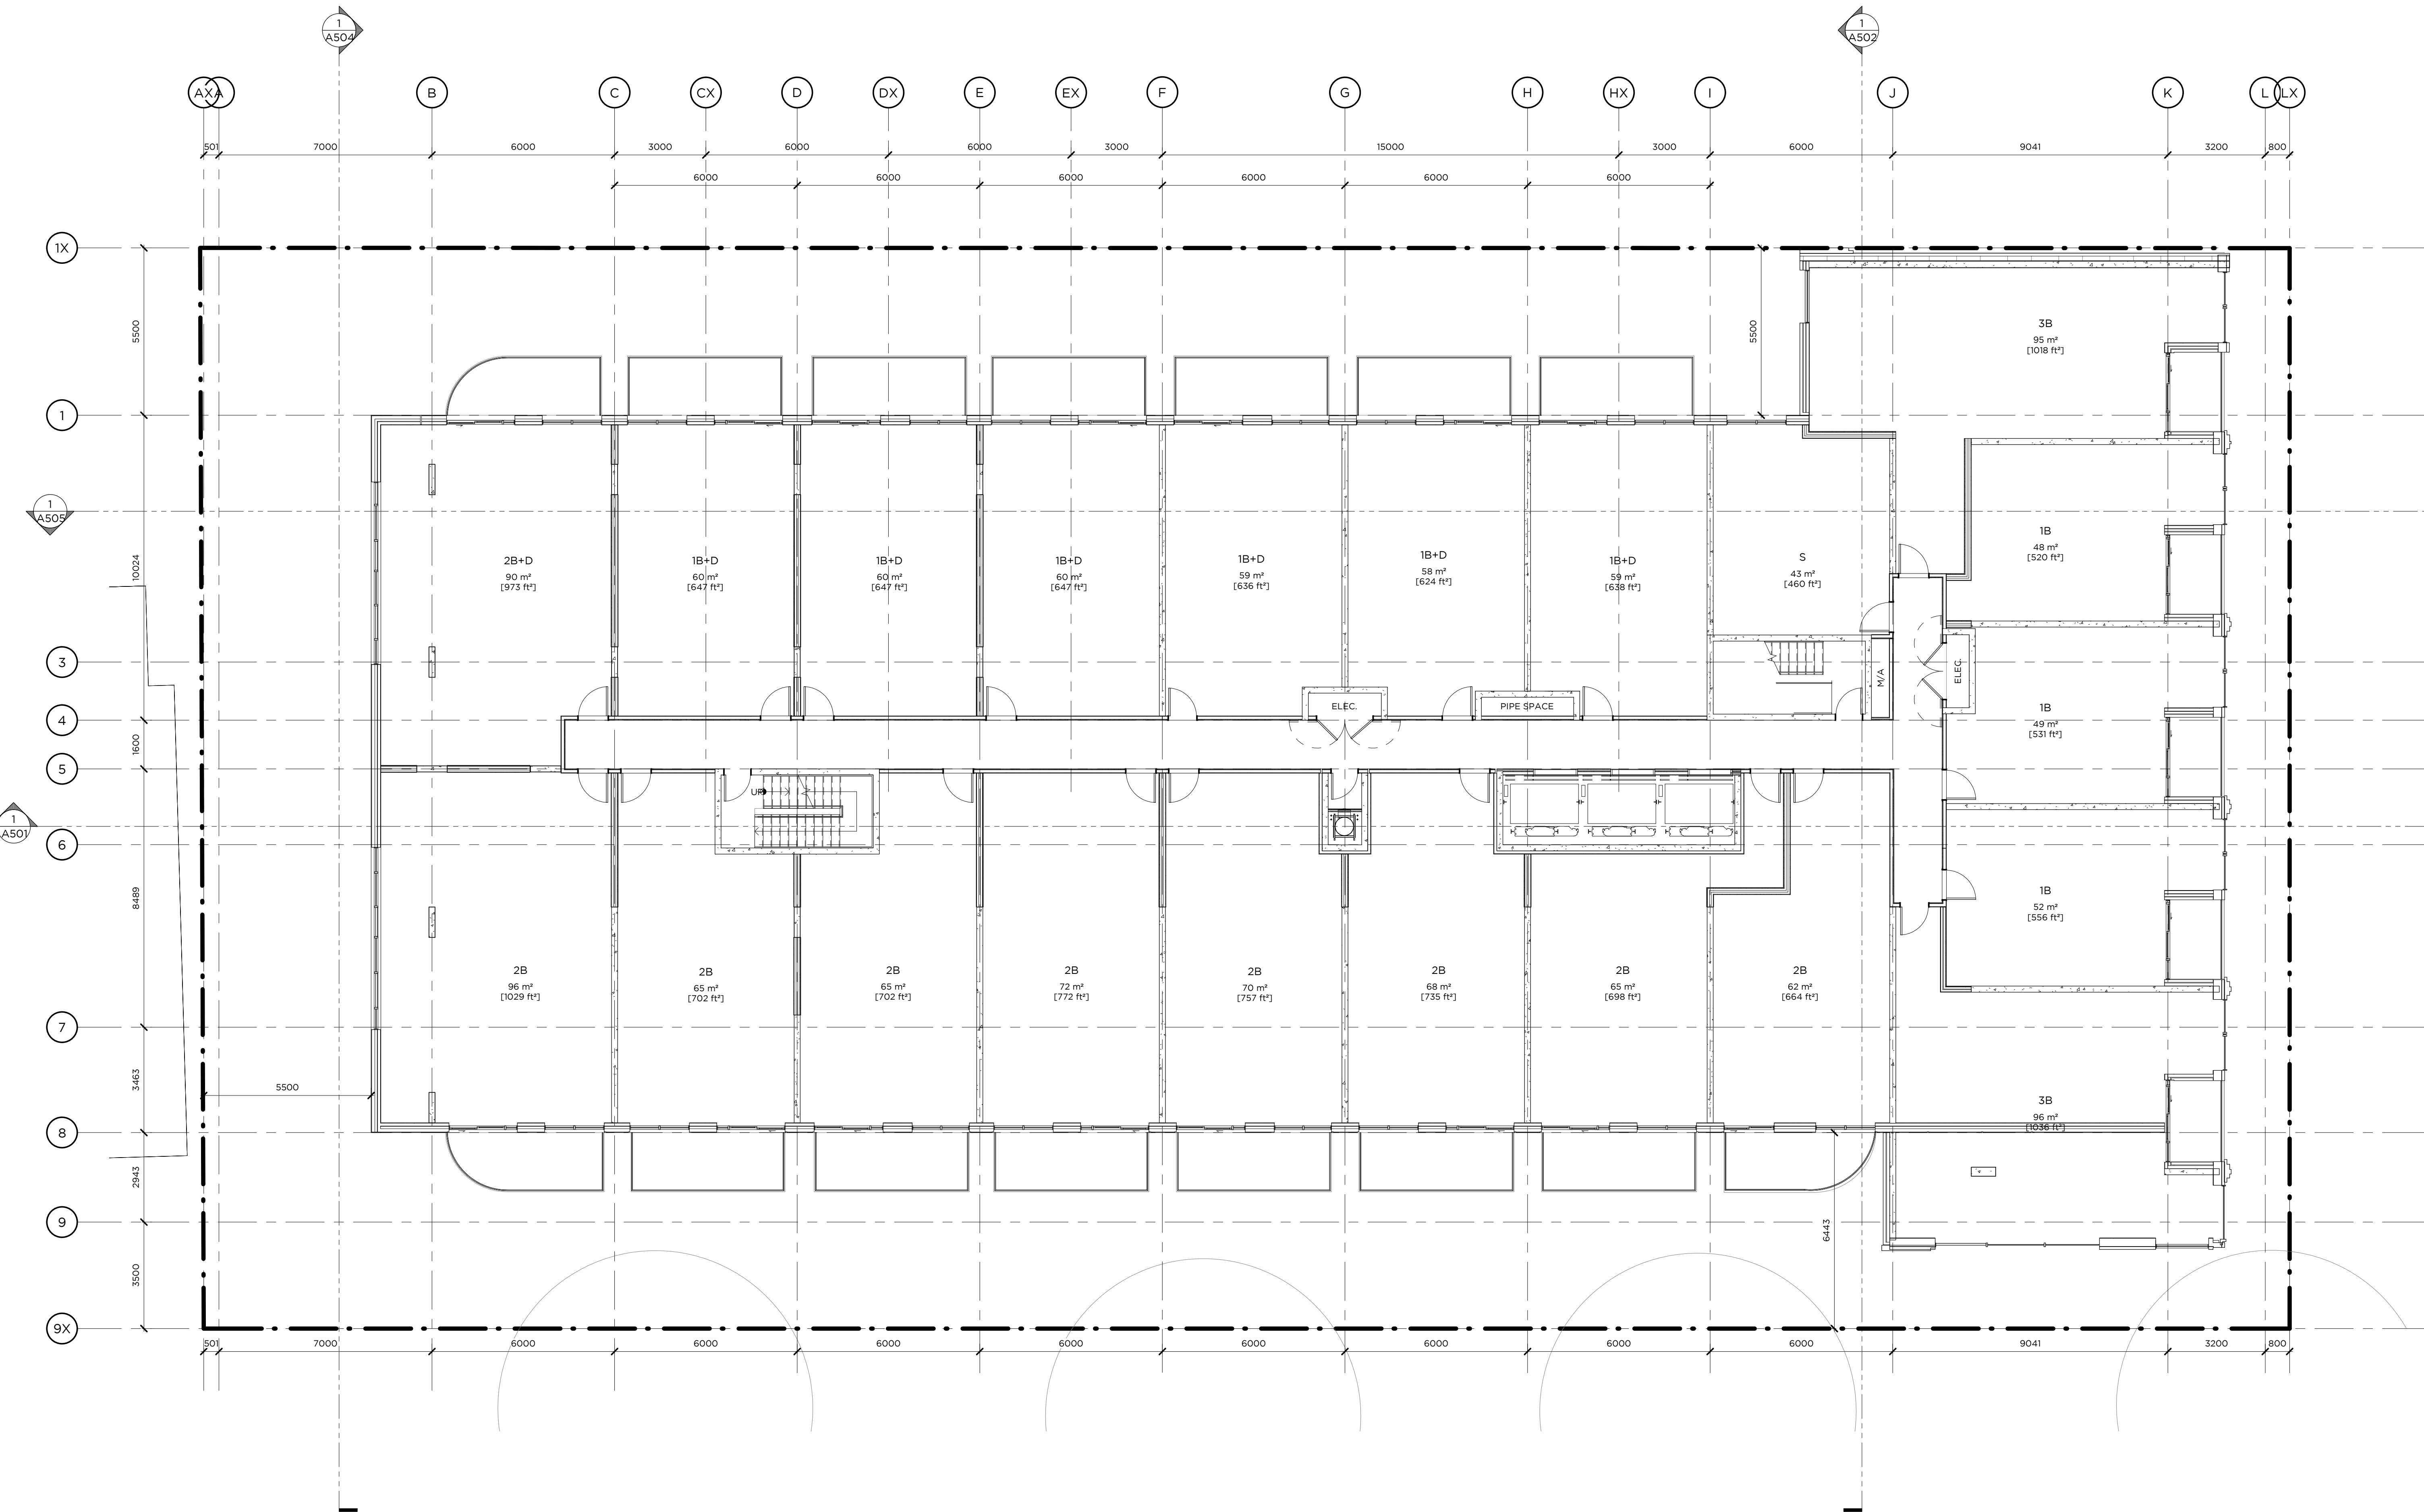 1
A504
1
A502
AX
A
B
C
CX
D
DX
E
EX
F
G
H
HX
I
J
K
L
LX
501
7000
6000
3000
6000
6000
3000
15000
3000
6000
9041
3200
800
6000
6000
6000
6000
6000
6000
1X
5500
5500
3B
95 m²
[1018 ft²]
1
1
A505
10024
2B+D
90 m²
[973 ft²]
1B+D
60 m²
[647 ft²]
1B+D
60 m²
[647 ft²]
1B+D
60 m²
[647 ft²]
1B+D
59 m²
[636 ft²]
1B+D
58 m²
[624 ft²]
1B+D
59 m²
[638 ft²]
S
43 m²
[460 ft²]
1B
48 m²
[520 ft²]
3
M/A
ELEC.
ELEC.
PIPE SPACE
1B
49 m²
[531 ft²]
4
1600
5
UP
1
A501
6
8489
1B
52 m²
[556 ft²]
2B
96 m²
[1029 ft²]
2B
65 m²
[702 ft²]
2B
65 m²
[702 ft²]
2B
72 m²
[772 ft²]
2B
70 m²
[757 ft²]
2B
68 m²
[735 ft²]
2B
65 m²
[698 ft²]
2B
62 m²
[664 ft²]
7
3463
5500
3B
96 m²
[1036 ft²]
8
2943
6443
9
3500
9X
501
7000
6000
6000
6000
6000
6000
6000
6000
6000
9041
3200
800